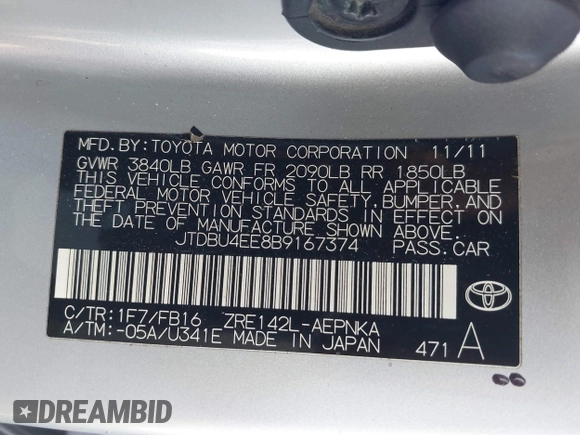 MFD. BY: TOYOTA MOTOR CORPORATION 11/11
GVWR 3840LB GAWR FR 2090LB RR 1850LB
THIS VEHICLE CONFORMS TO ALL APPLICABLE
FEDERAL MOTOR VEHICLE SAFETY, BUMPER, AND
THEFT PREVENTION STANDARDS IN EFFECT ON
THE DATE OF MANUFACTURE SHOWN ABOVE.
JTDBU4EE8B9167374 PASS. CAR
C/TR: 1F7/FB16 ZRE142L-AEPNKA
A/TM: -05A/U341E MADE IN JAPAN 471 A
DREAMBID